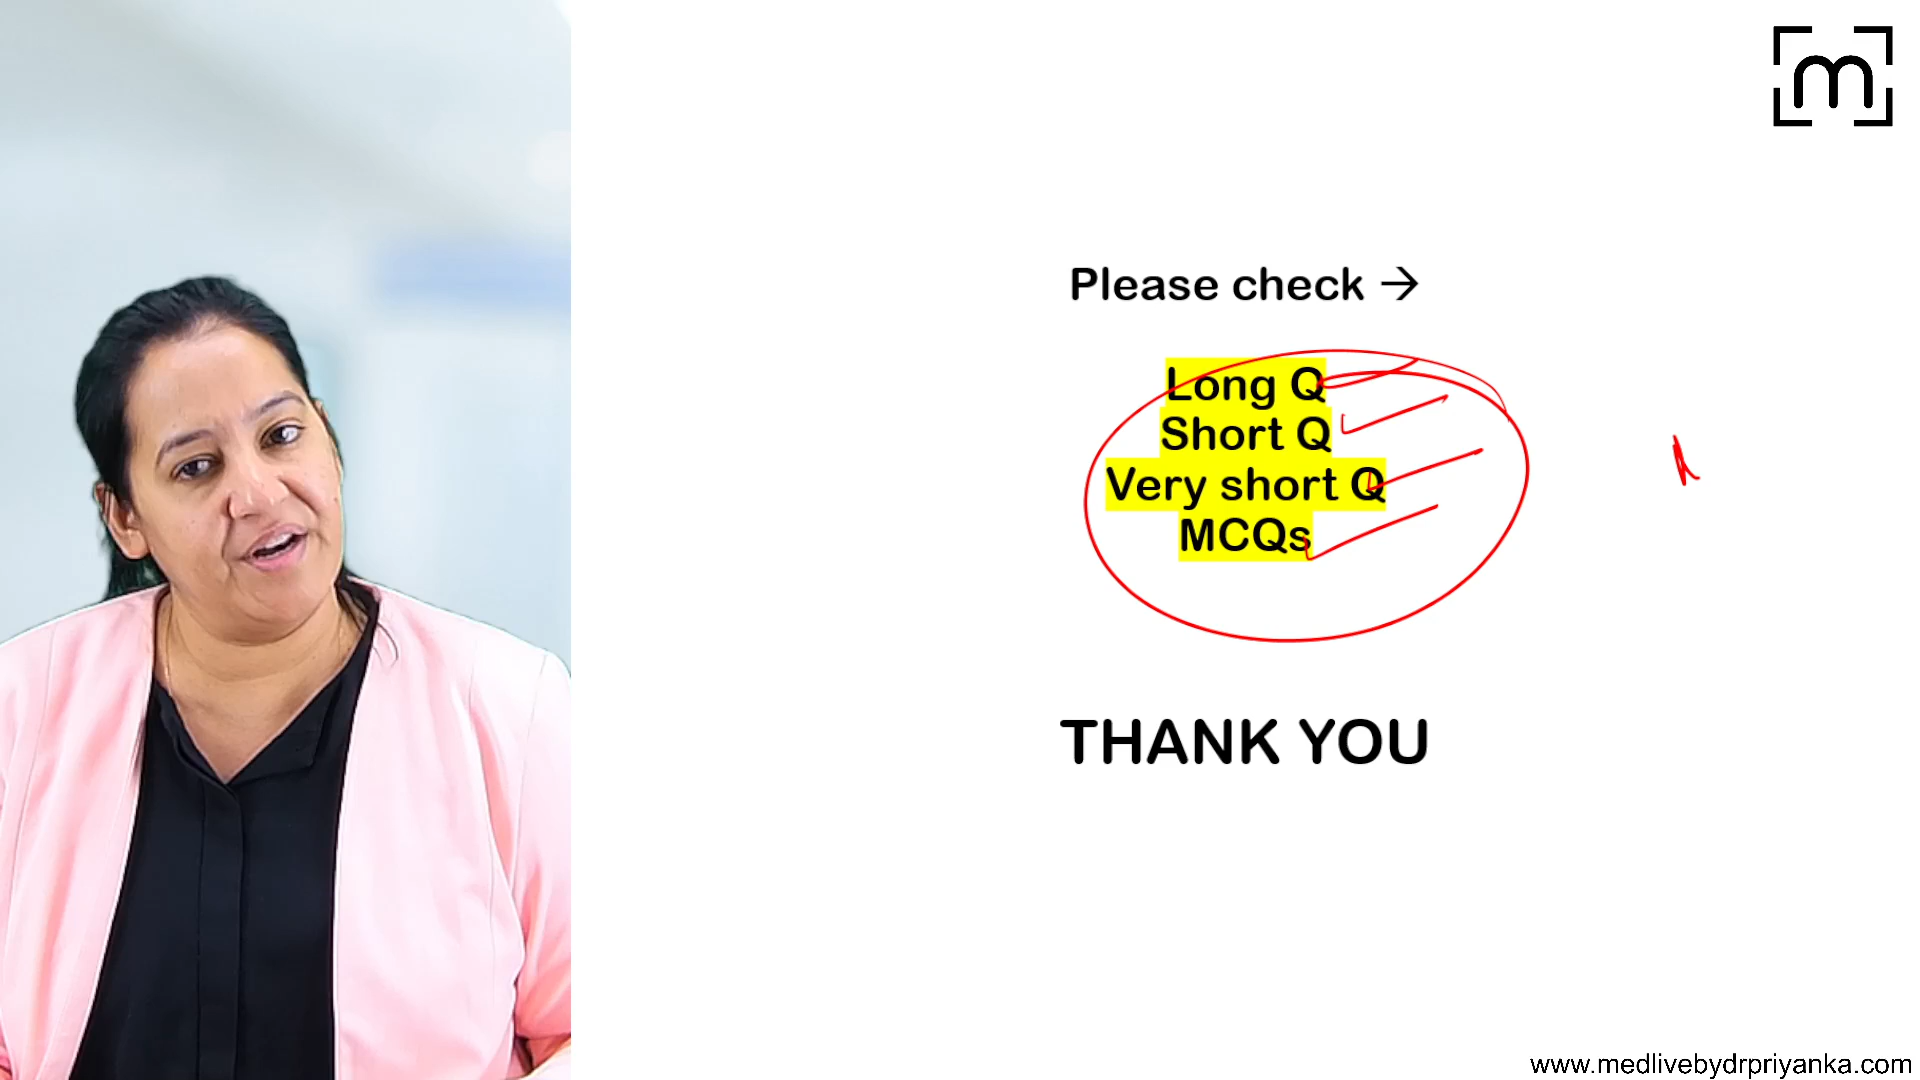 m
Please check →
Long Q
Short Q
Very short Q
MCQs
THANK YOU
www.medlivebydrpriyanka.com